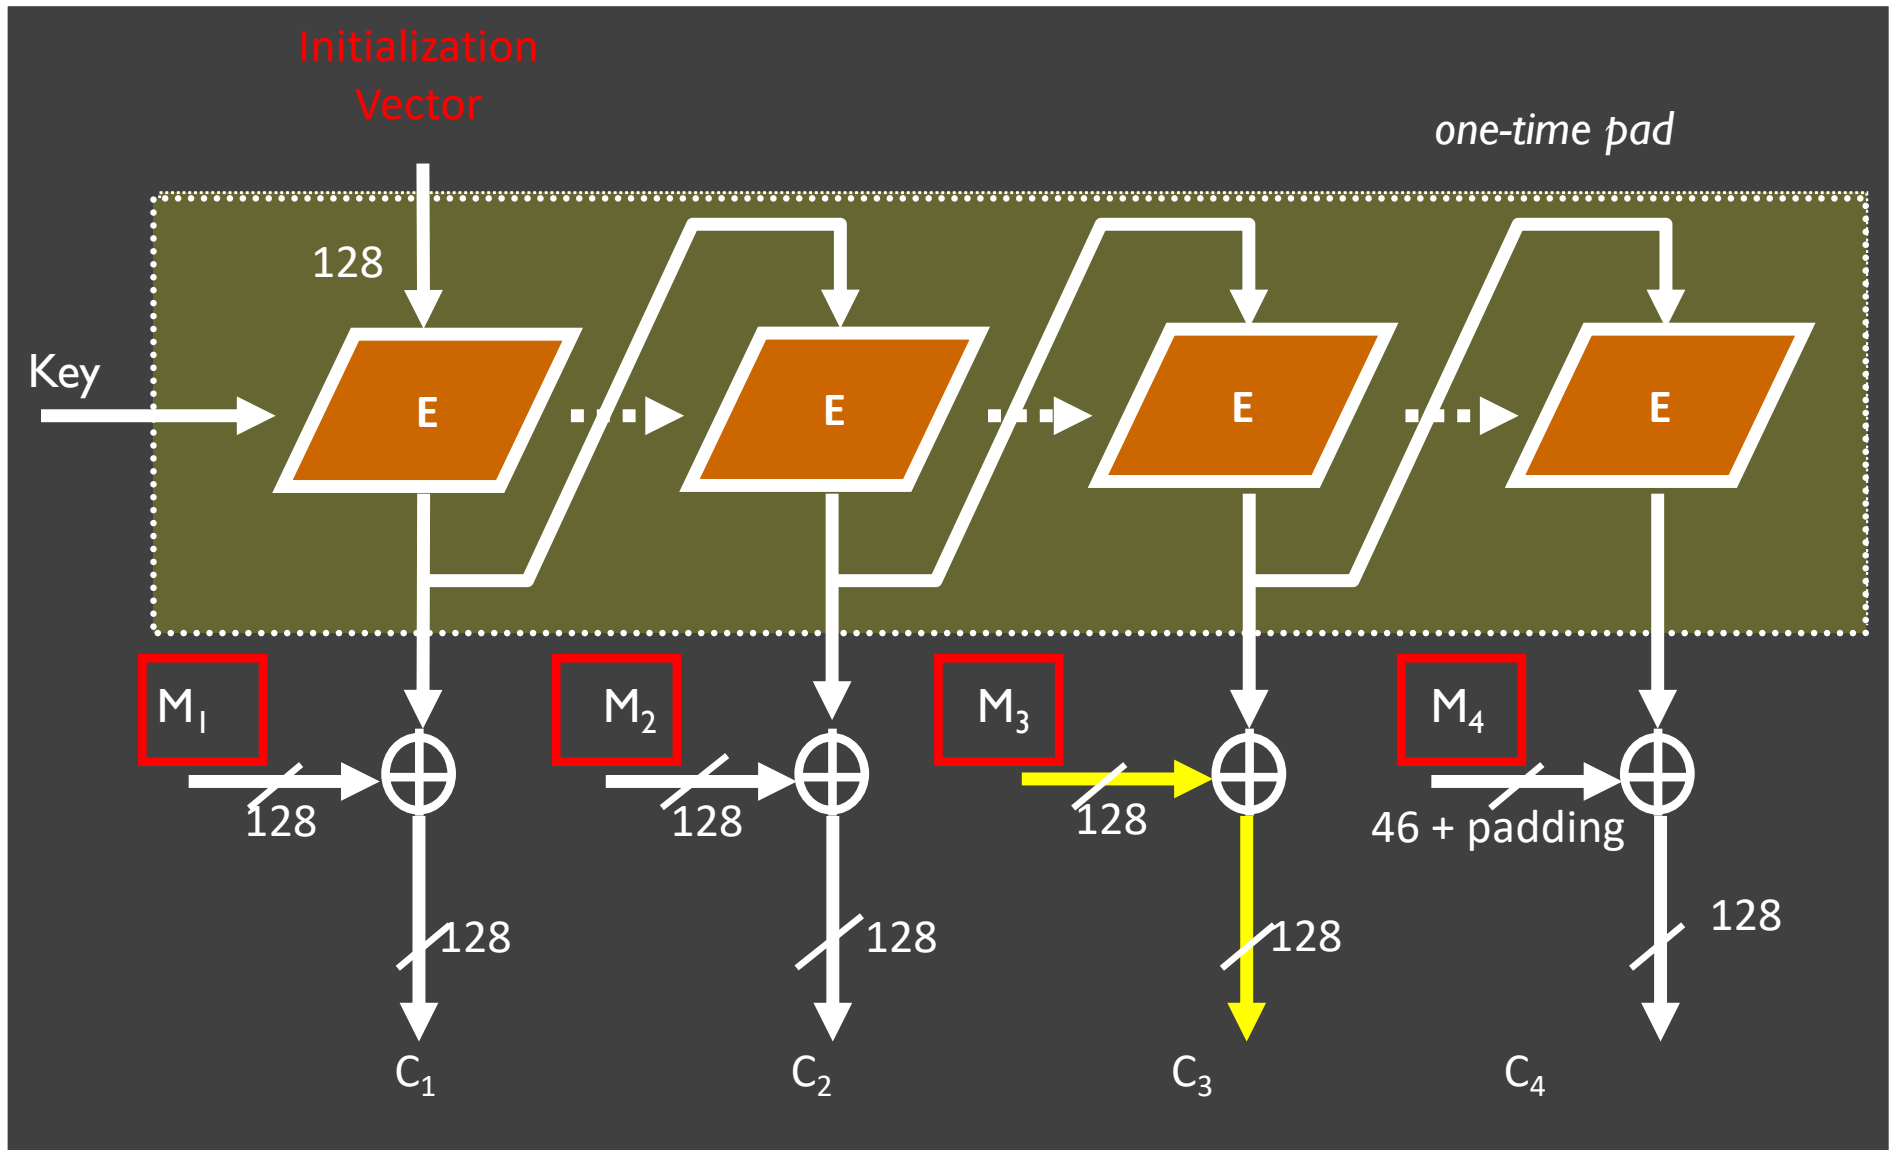 Initialization
Vector
one-time pad
128
Key
E
E
E
E
M₁
M₂
M₃
M₄
128
128
128
46 + padding
128
128
128
128
C₁
C₂
C₃
C₄